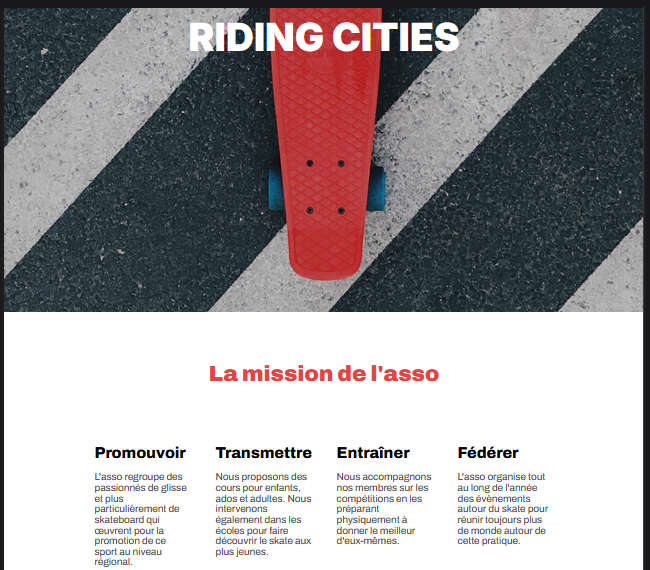 RIDING CITIES
La mission de l'asso
Promouvoir
L'asso regroupe des
passionnés de glisse
et plus
particulièrement de
skateboard qui
œuvrent pour la
promotion de ce
sport au niveau
régional.
Transmettre
Nous proposons des
cours pour enfants,
ados et adultes. Nous
intervenons
également dans les
écoles pour faire
découvrir le skate aux
plus jeunes.
Entraîner
Nous accompagnons
nos membres sur les
compétitions en les
préparant
physiquement à
donner le meilleur
d'eux-mêmes.
Fédérer
L'asso organise tout
au long de l'année
des évènements
autour du skate pour
réunir toujours plus
de monde autour de
cette pratique.